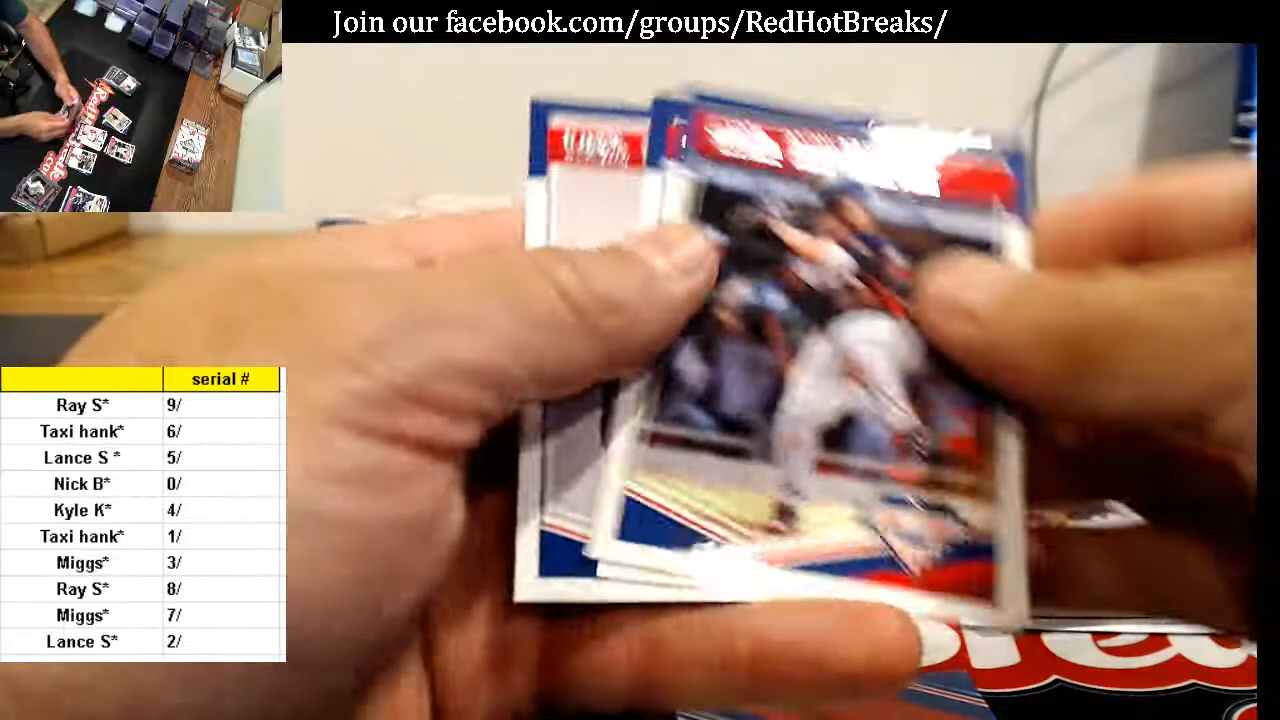 Join our facebook.com/groups/RedHotBreaks/
serial #
Ray S* 9/
Taxi hank* 6/
Lance S * 5/
Nick B* 0/
Kyle K* 4/
Taxi hank* 1/
Miggs* 3/
Ray S* 8/
Miggs* 7/
Lance S* 2/